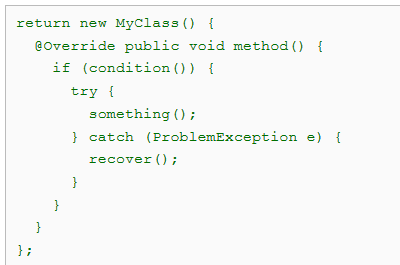 return new MyClass() {
  @Override public void method() {
    if (condition()) {
      try {
        something();
      } catch (ProblemException e) {
        recover();
      }
    }
  }
};